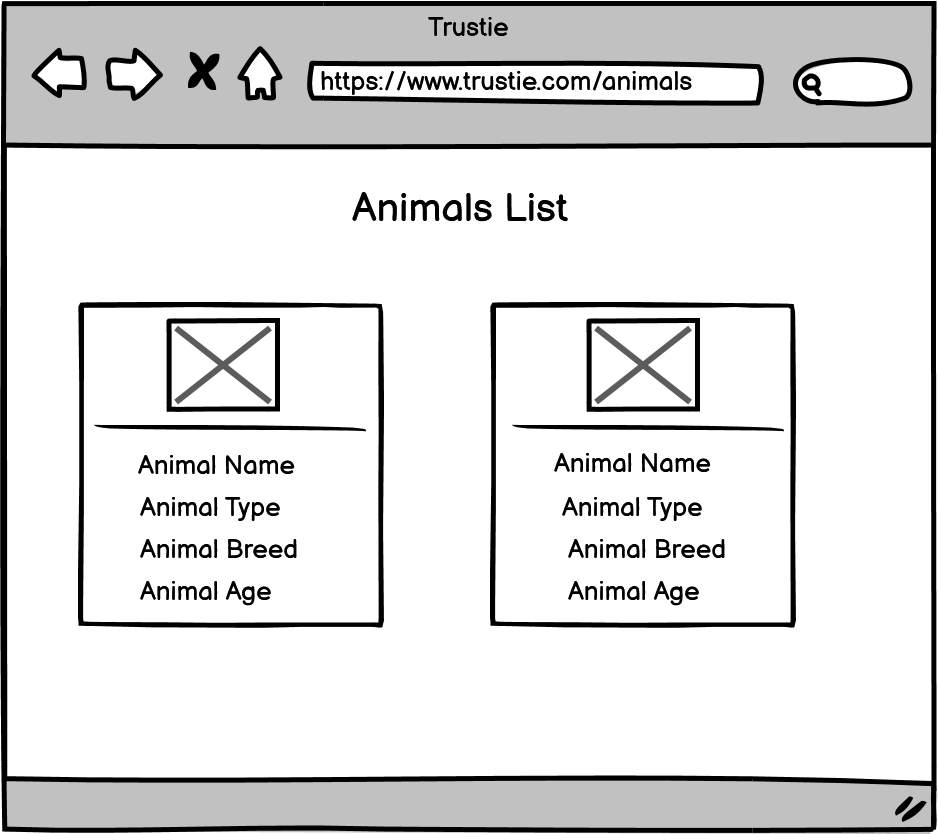 Trustie
https://www.trustie.com/animals
Animals List
Animal Name
Animal Type
Animal Breed
Animal Age
Animal Name
Animal Type
Animal Breed
Animal Age